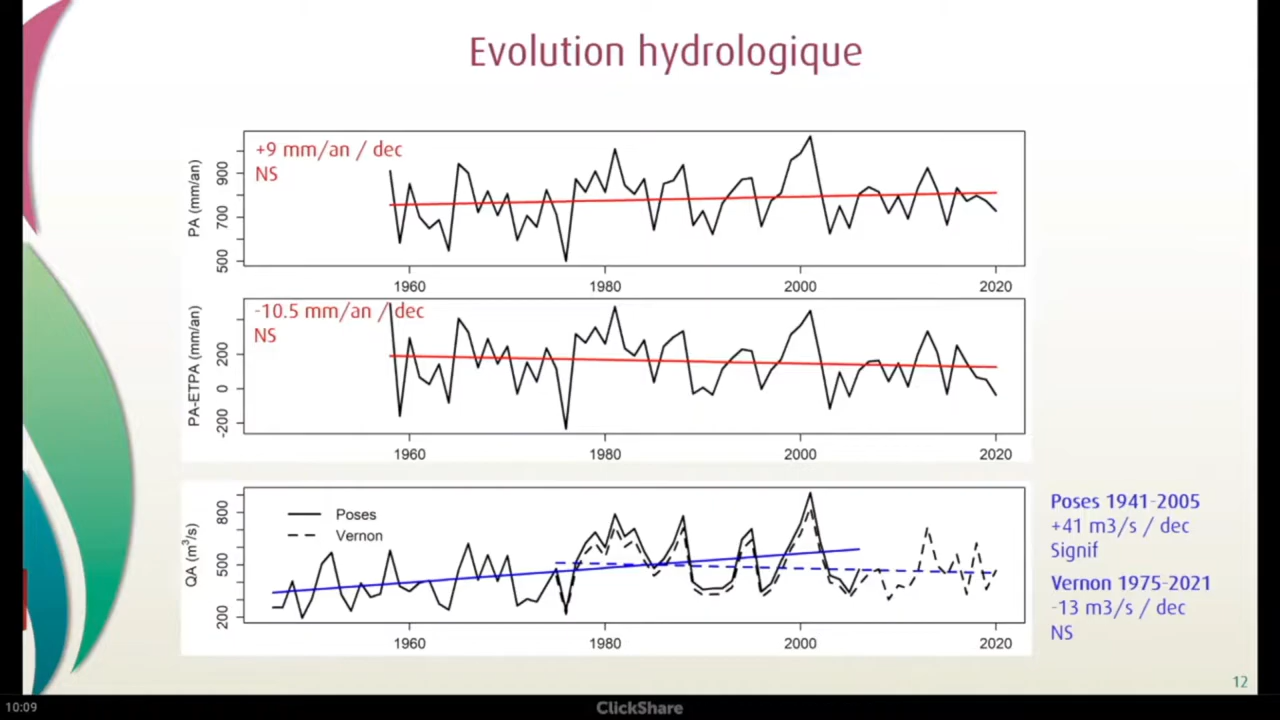 Evolution hydrologique
+9 mm/an / dec
NS
PA (mm/an)
900
700
500
1960
1980
2000
2020
-10.5 mm/an / dec
NS
PA-ETPA (mm/an)
200
0
-200
1960
1980
2000
2020
Poses
Vernon
QA (m³/s)
800
500
200
1960
1980
2000
2020
Poses 1941-2005
+41 m3/s / dec
Signif
Vernon 1975-2021
-13 m3/s / dec
NS
12
10:09
ClickShare